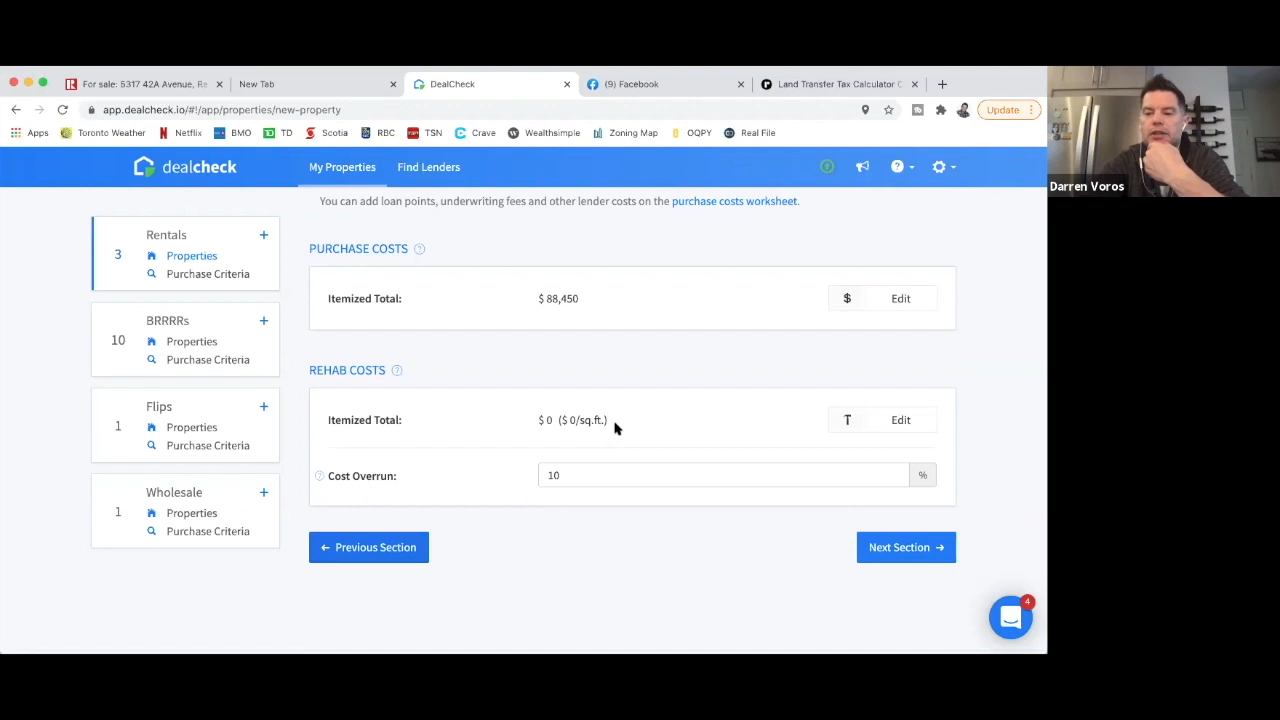 For sale: 5317 42A Avenue, Re
New Tab
DealCheck
(9) Facebook
Land Transfer Tax Calculator
app.dealcheck.io/#!/app/properties/new-property
Update
Apps Toronto Weather Netflix BMO TD Scotia RBC TSN Crave Wealthsimple Zoning Map OQPY Real File
dealcheck
My Properties Find Lenders
Darren Voros
You can add loan points, underwriting fees and other lender costs on the purchase costs worksheet.
Rentals +
3
Properties
Purchase Criteria
BRRRRs +
10
Properties
Purchase Criteria
Flips +
1
Properties
Purchase Criteria
Wholesale +
1
Properties
Purchase Criteria
PURCHASE COSTS ?
Itemized Total: $ 88,450 $ Edit
REHAB COSTS ?
Itemized Total: $ 0 ($ 0/sq.ft.) T Edit
? Cost Overrun: 10 %
← Previous Section
Next Section →
4